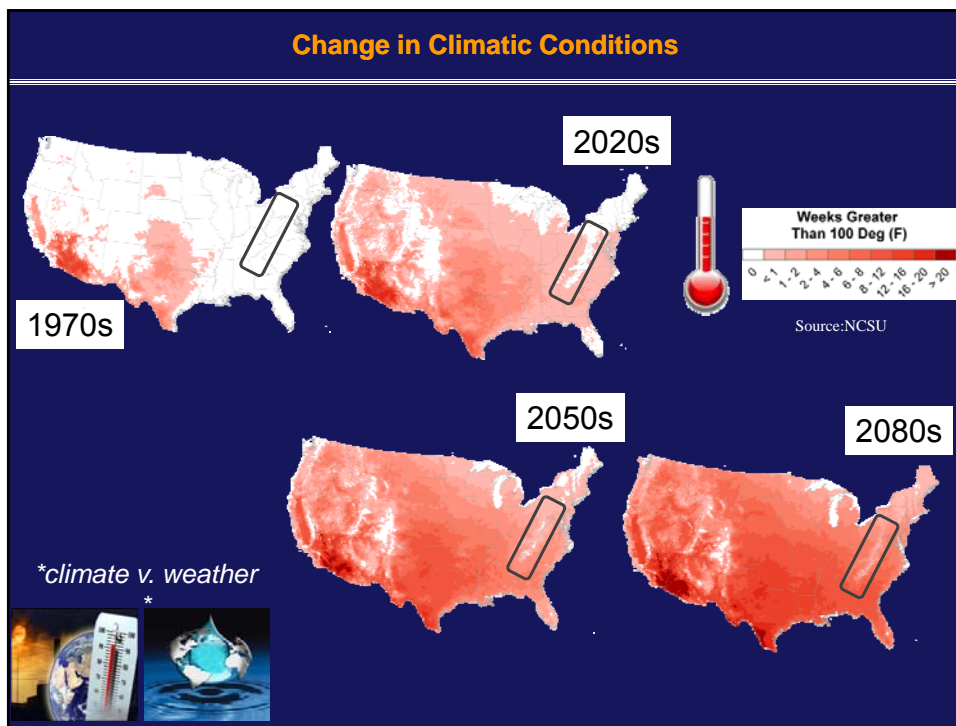 Change in Climatic Conditions
2020s
1970s
Weeks Greater
Than 100 Deg (F)
0
< 1
1 - 2
2 - 4
4 - 6
6 - 8
8 - 12
12 - 16
16 - 20
> 20
Source:NCSU
2050s
2080s
*climate v. weather
*